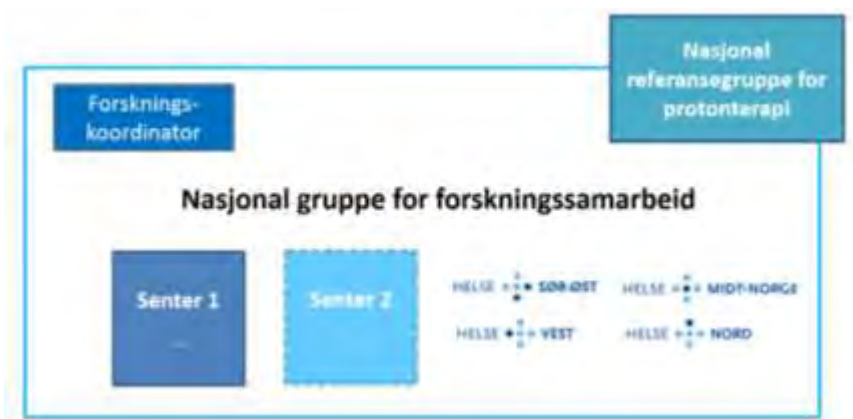 Nasjonal
referansegruppe for
protonterapi
Forsknings-
koordinator
Nasjonal gruppe for forskningssamarbeid
Senter 1
...
Senter 2
HELSE SØR-ØST
HELSE MIDT-NORGE
HELSE VEST
HELSE NORD